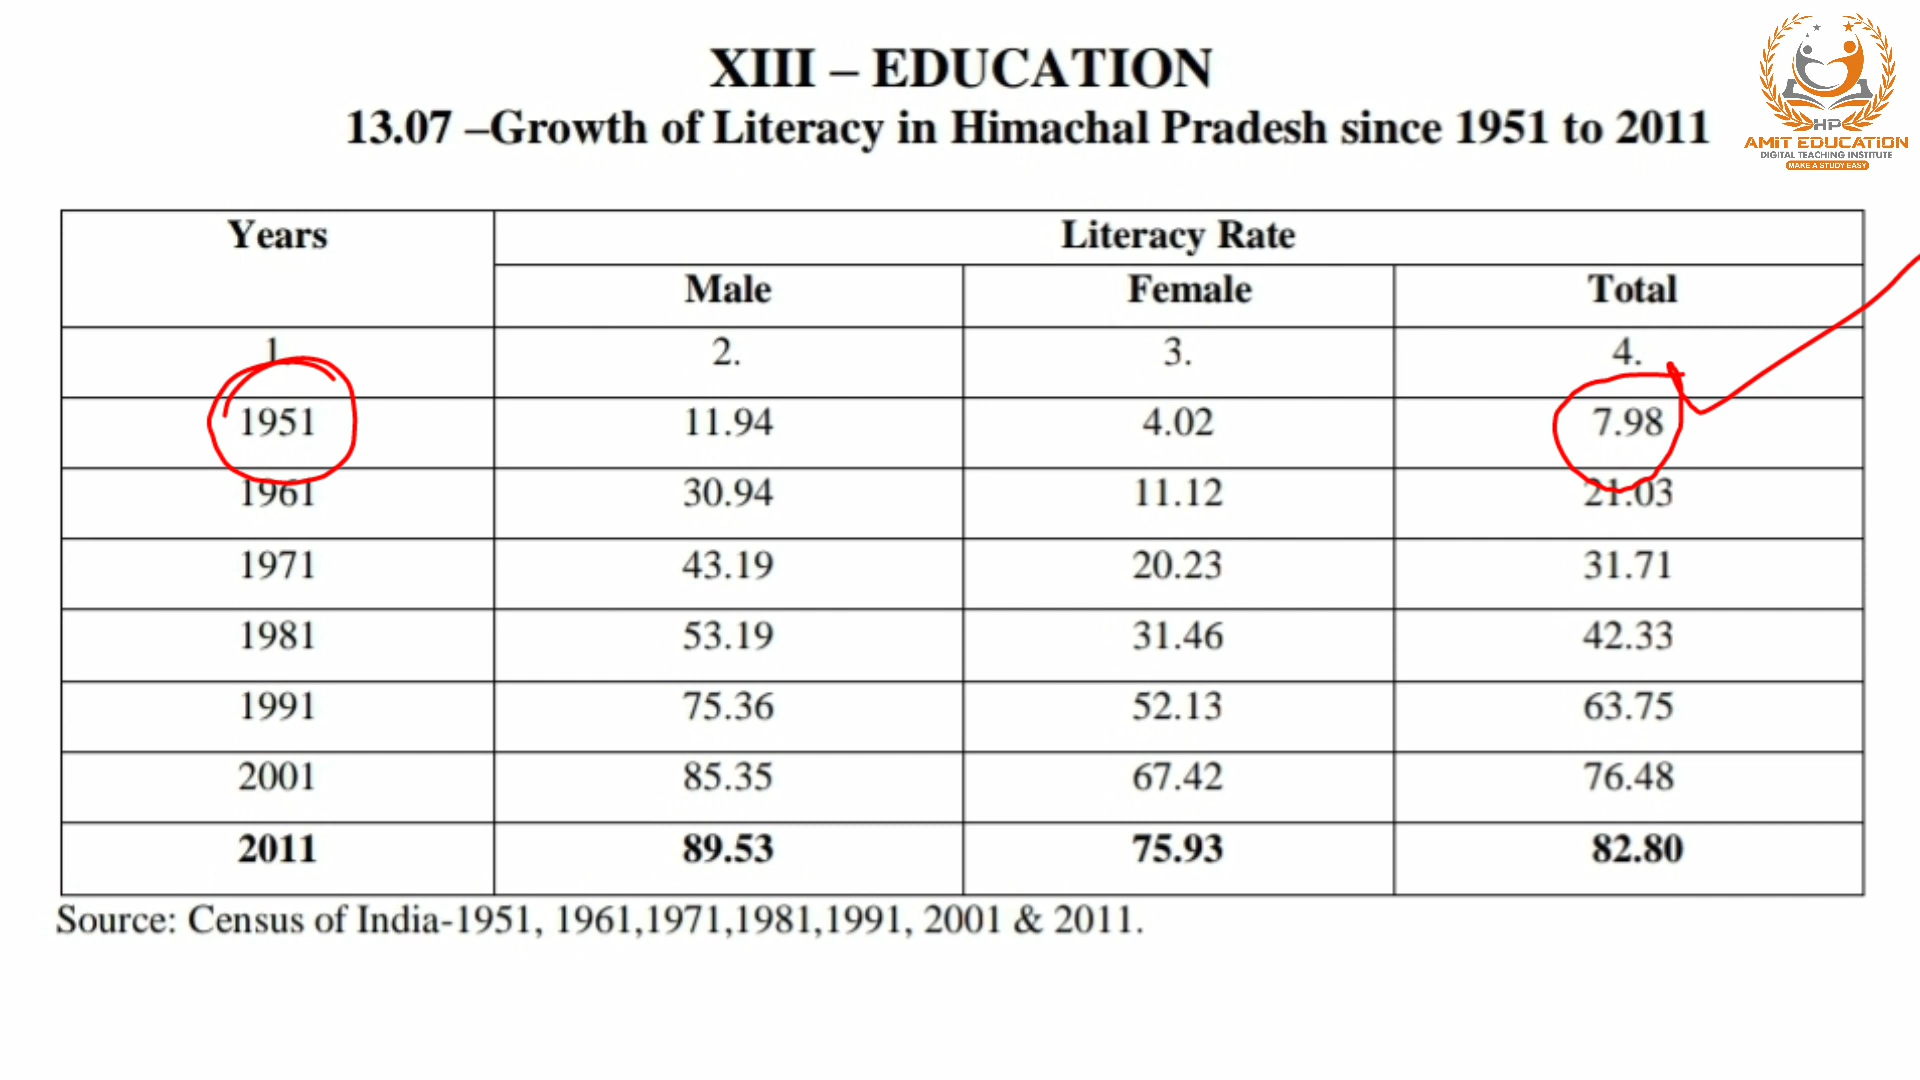 XIII – EDUCATION
13.07 –Growth of Literacy in Himachal Pradesh since 1951 to 2011
HP
AMIT EDUCATION
DIGITAL TEACHING INSTITUTE
MAKE A STUDY EASY
Years Literacy Rate
Male Female Total
1. 2. 3. 4.
1951 11.94 4.02 7.98
1961 30.94 11.12 21.03
1971 43.19 20.23 31.71
1981 53.19 31.46 42.33
1991 75.36 52.13 63.75
2001 85.35 67.42 76.48
2011 89.53 75.93 82.80
Source: Census of India-1951, 1961,1971,1981,1991, 2001 & 2011.